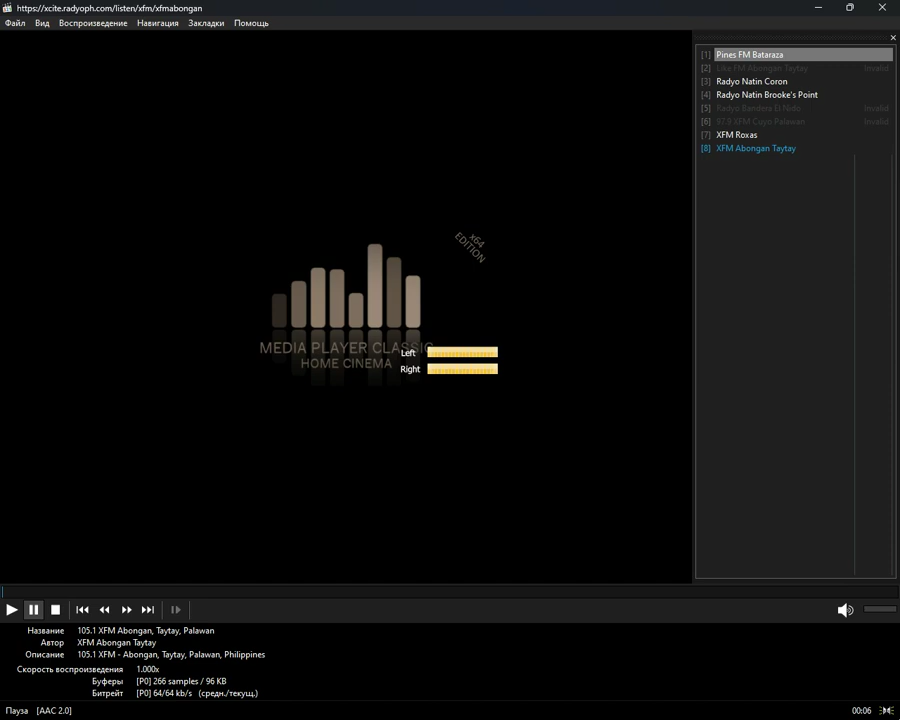 https://xcite.radyoph.com/listen/xfm/xfmabongan
Файл Вид Воспроизведение Навигация Закладки Помощь
[1] Pines FM Bataraza
[2] Like FM Abongan Taytay Invalid
[3] Radyo Natin Coron
[4] Radyo Natin Brooke's Point
[5] Radyo Bandera El Nido Invalid
[6] 97.0 XFM Cuyo Palawan Invalid
[7] XFM Roxas
[8] XFM Abongan Taytay
x64
EDITION
MEDIA PLAYER CLASSIC
HOME CINEMA
Left
Right
Название 105.1 XFM Abongan, Taytay, Palawan
Автор XFM Abongan Taytay
Описание 105.1 XFM - Abongan, Taytay, Palawan, Philippines
Скорость воспроизведения 1.000x
Буферы [P0] 266 samples / 96 KB
Битрейт [P0] 64/64 kb/s (средн./текущ.)
Пауза [AAC 2.0] 00:06